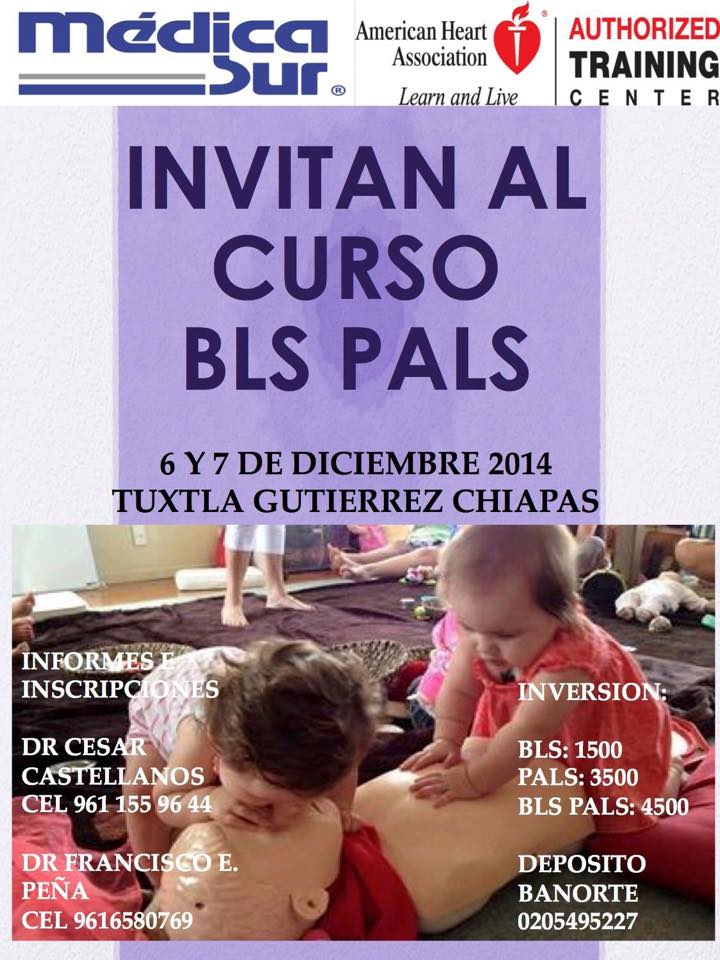 médica
Sur®
American Heart
Association®
Learn and Live
AUTHORIZED
TRAINING
CENTER
INVITAN AL
CURSO
BLS PALS
6 Y 7 DE DICIEMBRE 2014
TUXTLA GUTIERREZ CHIAPAS
INFORMES E
INSCRIPCIONES
DR CESAR
CASTELLANOS
CEL 961 155 96 44
DR FRANCISCO E.
PEÑA
CEL 9616580769
INVERSION:
BLS: 1500
PALS: 3500
BLS PALS: 4500
DEPOSITO
BANORTE
0205495227